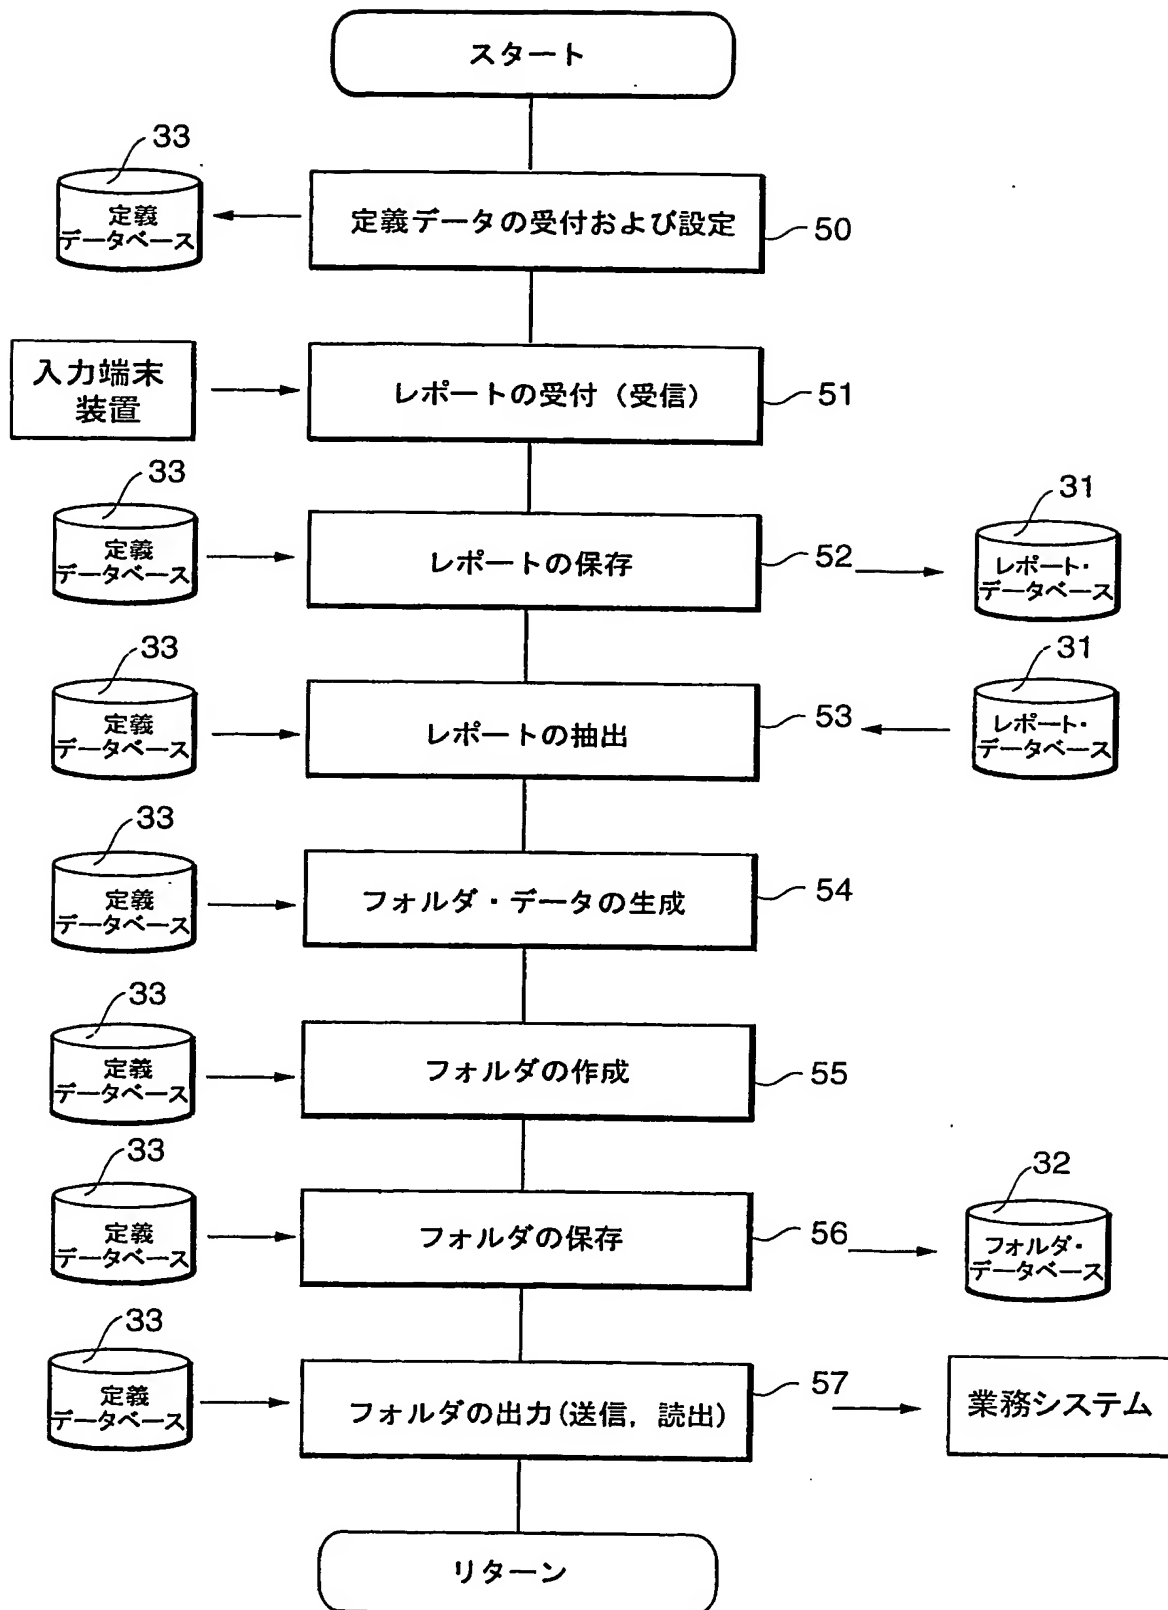 スタート
33
定義
データベース
定義データの受付および設定
50
入力端末
装置
レポートの受付（受信）
51
33
定義
データベース
レポートの保存
52
31
レポート・
データベース
33
定義
データベース
レポートの抽出
53
31
レポート・
データベース
33
定義
データベース
フォルダ・データの生成
54
33
定義
データベース
フォルダの作成
55
33
定義
データベース
フォルダの保存
56
32
フォルダ・
データベース
33
定義
データベース
フォルダの出力(送信，読出)
57
業務システム
リターン